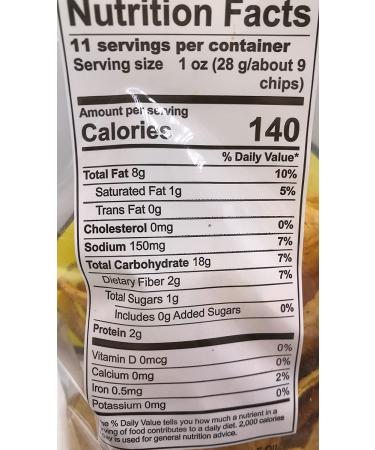 Nutrition Facts
11 servings per container
Serving size 1 oz (28 g/about 9
chips)
Amount per serving
Calories 140
% Daily Value*
Total Fat 8g 10%
Saturated Fat 1g 5%
Trans Fat 0g
Cholesterol 0mg 0%
Sodium 150mg 7%
Total Carbohydrate 18g 7%
Dietary Fiber 2g 7%
Total Sugars 1g
Includes 0g Added Sugars 0%
Protein 2g
Vitamin D 0mcg 0%
Calcium 0mg 0%
Iron 0.5mg 2%
Potassium 0mg 0%
% Daily Value tells you how much a nutrient in a
of food contributes to a daily diet. 2,000 calories
is used for general nutrition advice.